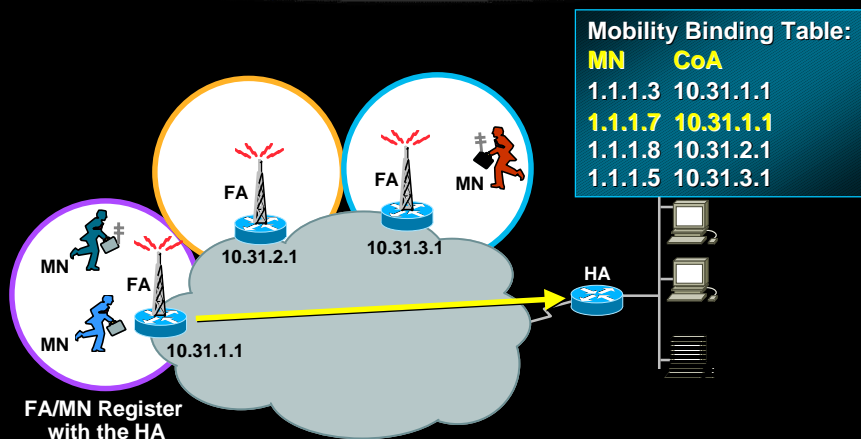 Mobility Binding Table:
MN CoA
1.1.1.3 10.31.1.1
1.1.1.7 10.31.1.1
1.1.1.8 10.31.2.1
1.1.1.5 10.31.3.1
FA
FA
MN
10.31.2.1
10.31.3.1
MN
FA
HA
MN
10.31.1.1
FA/MN Register
with the HA